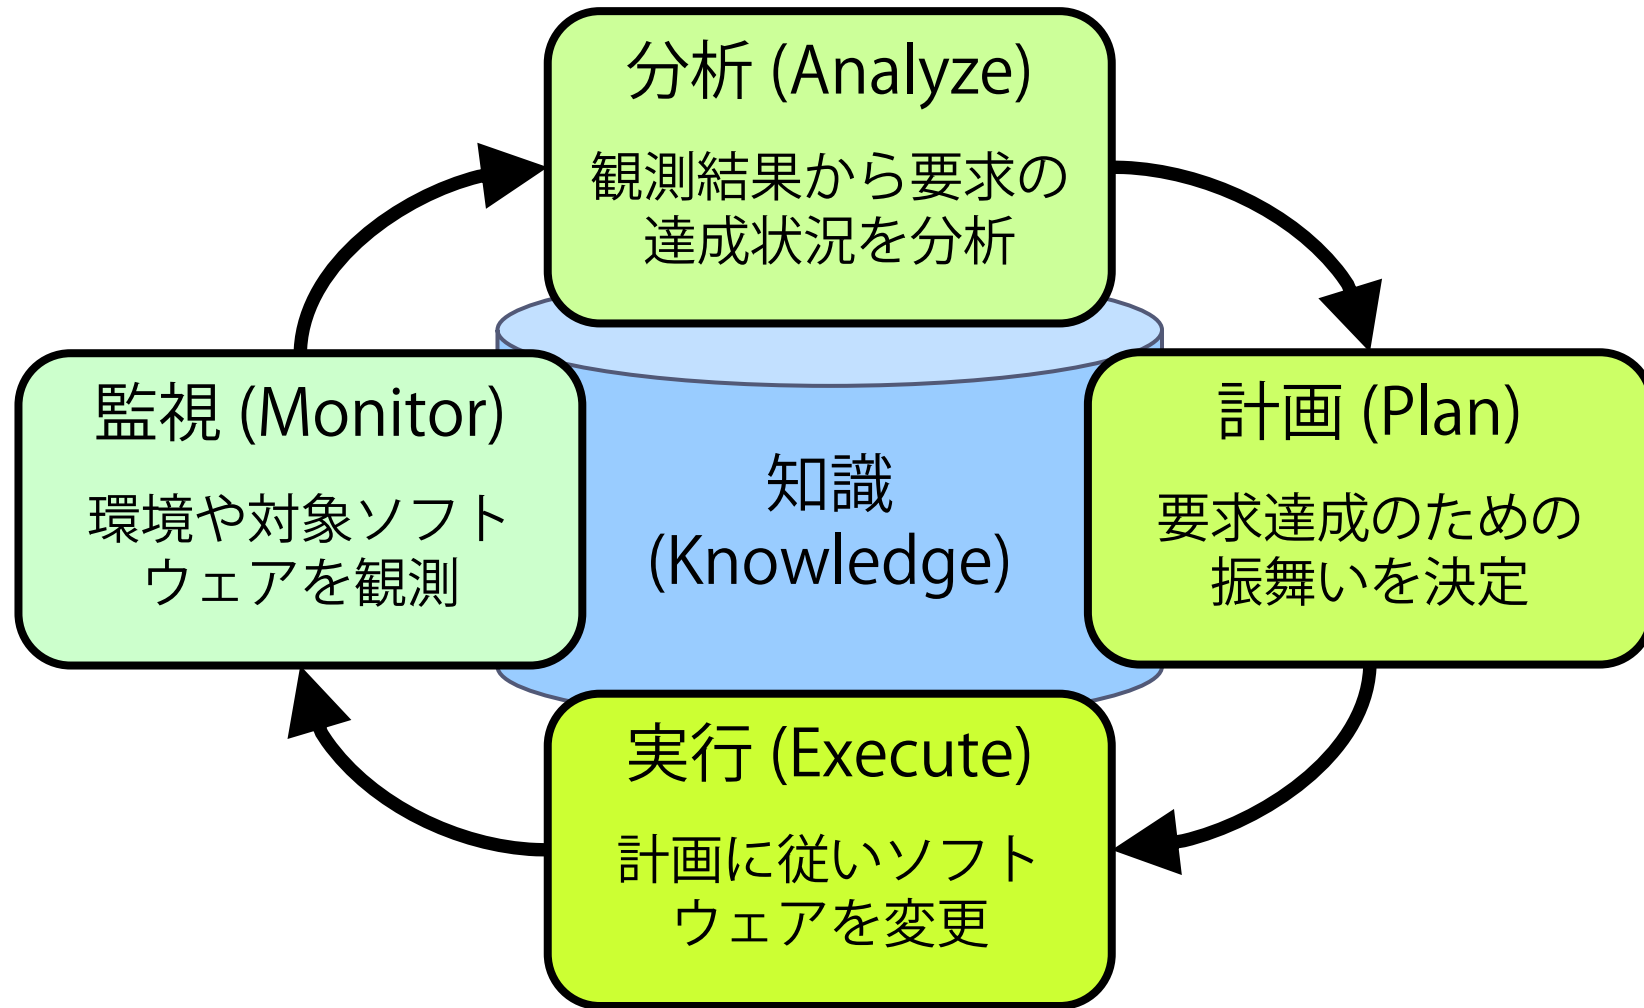 分析 (Analyze)
観測結果から要求の
達成状況を分析
監視 (Monitor)
環境や対象ソフト
ウェアを観測
知識
(Knowledge)
計画 (Plan)
要求達成のための
振舞いを決定
実行 (Execute)
計画に従いソフト
ウェアを変更